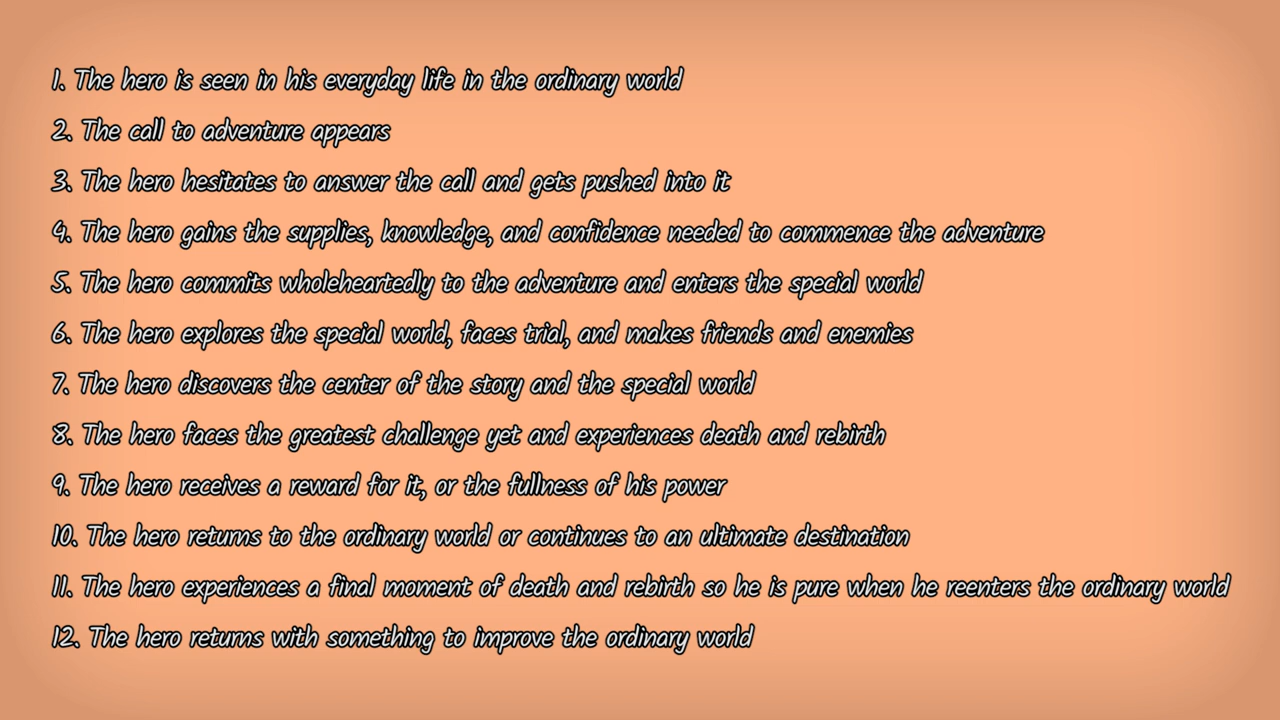 1. The hero is seen in his everyday life in the ordinary world
2. The call to adventure appears
3. The hero hesitates to answer the call and gets pushed into it
4. The hero gains the supplies, knowledge, and confidence needed to commence the adventure
5. The hero commits wholeheartedly to the adventure and enters the special world
6. The hero explores the special world, faces trial, and makes friends and enemies
7. The hero discovers the center of the story and the special world
8. The hero faces the greatest challenge yet and experiences death and rebirth
9. The hero receives a reward for it, or the fullness of his power
10. The hero returns to the ordinary world or continues to an ultimate destination
11. The hero experiences a final moment of death and rebirth so he is pure when he reenters the ordinary world
12. The hero returns with something to improve the ordinary world